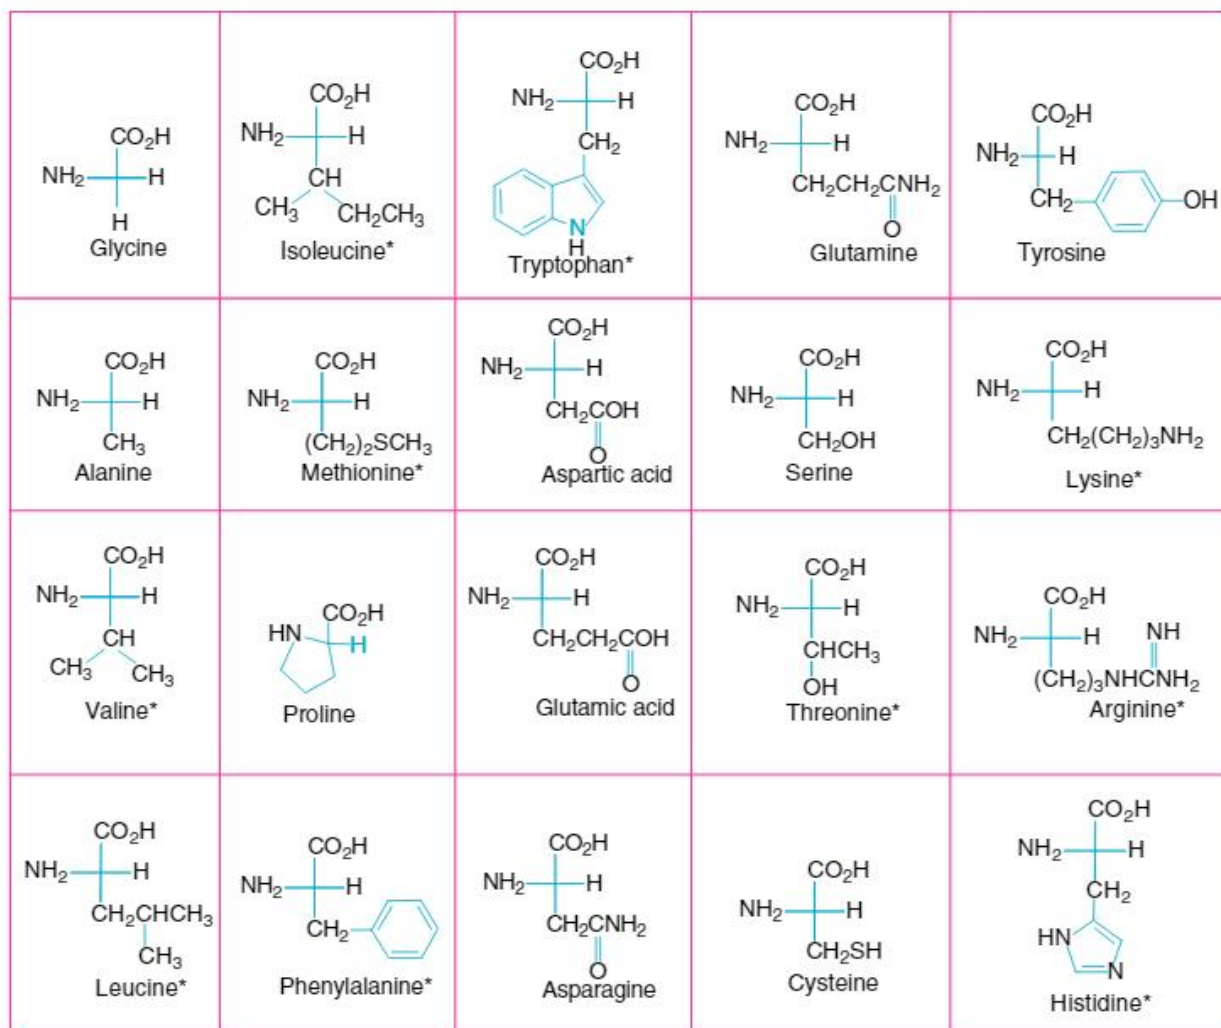 CO₂H
NH₂ H
H
Glycine
CO₂H
NH₂ H
CH
CH₃ CH₂CH₃
Isoleucine*
CO₂H
NH₂ H
CH₂
N
H
Tryptophan*
CO₂H
NH₂ H
CH₂CH₂CNH₂
O
Glutamine
CO₂H
NH₂ H
CH₂ OH
Tyrosine
CO₂H
NH₂ H
CH₃
Alanine
CO₂H
NH₂ H
(CH₂)₂SCH₃
Methionine*
CO₂H
NH₂ H
CH₂COH
O
Aspartic acid
CO₂H
NH₂ H
CH₂OH
Serine
CO₂H
NH₂ H
CH₂(CH₂)₃NH₂
Lysine*
CO₂H
NH₂ H
CH
CH₃ CH₃
Valine*
CO₂H
HN H
Proline
CO₂H
NH₂ H
CH₂CH₂COH
O
Glutamic acid
CO₂H
NH₂ H
CHCH₃
OH
Threonine*
CO₂H
NH₂ H NH
(CH₂)₃NHCNH₂
Arginine*
CO₂H
NH₂ H
CH₂CHCH₃
CH₃
Leucine*
CO₂H
NH₂ H
CH₂
Phenylalanine*
CO₂H
NH₂ H
CH₂CNH₂
O
Asparagine
CO₂H
NH₂ H
CH₂SH
Cysteine
CO₂H
NH₂ H
CH₂
HN
N
Histidine*